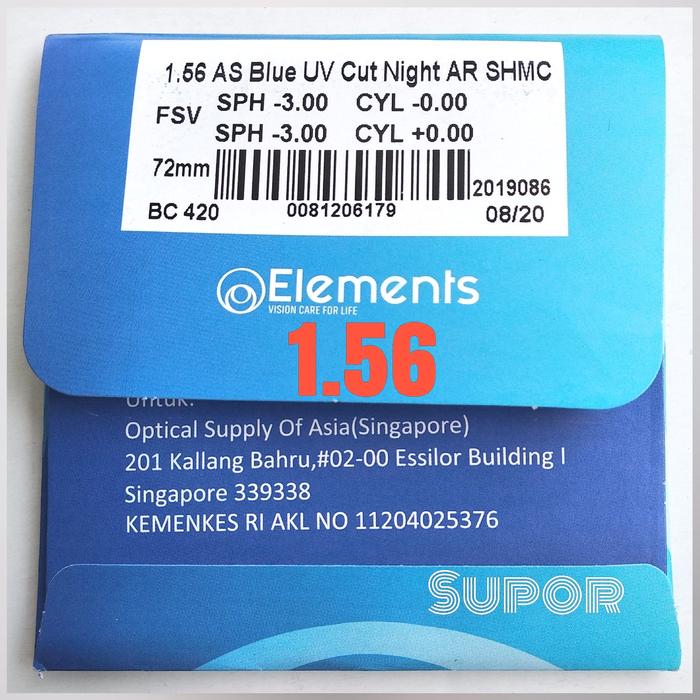 1.56 AS Blue UV Cut Night AR SHMC
FSV SPH -3.00 CYL -0.00
SPH -3.00 CYL +0.00
72mm 2019086
BC 420 0081206179 08/20
Elements
VISION CARE FOR LIFE
1.56
Untuk:
Optical Supply Of Asia(Singapore)
201 Kallang Bahru,#02-00 Essilor Building I
Singapore 339338
KEMENKES RI AKL NO 11204025376
SUPOR